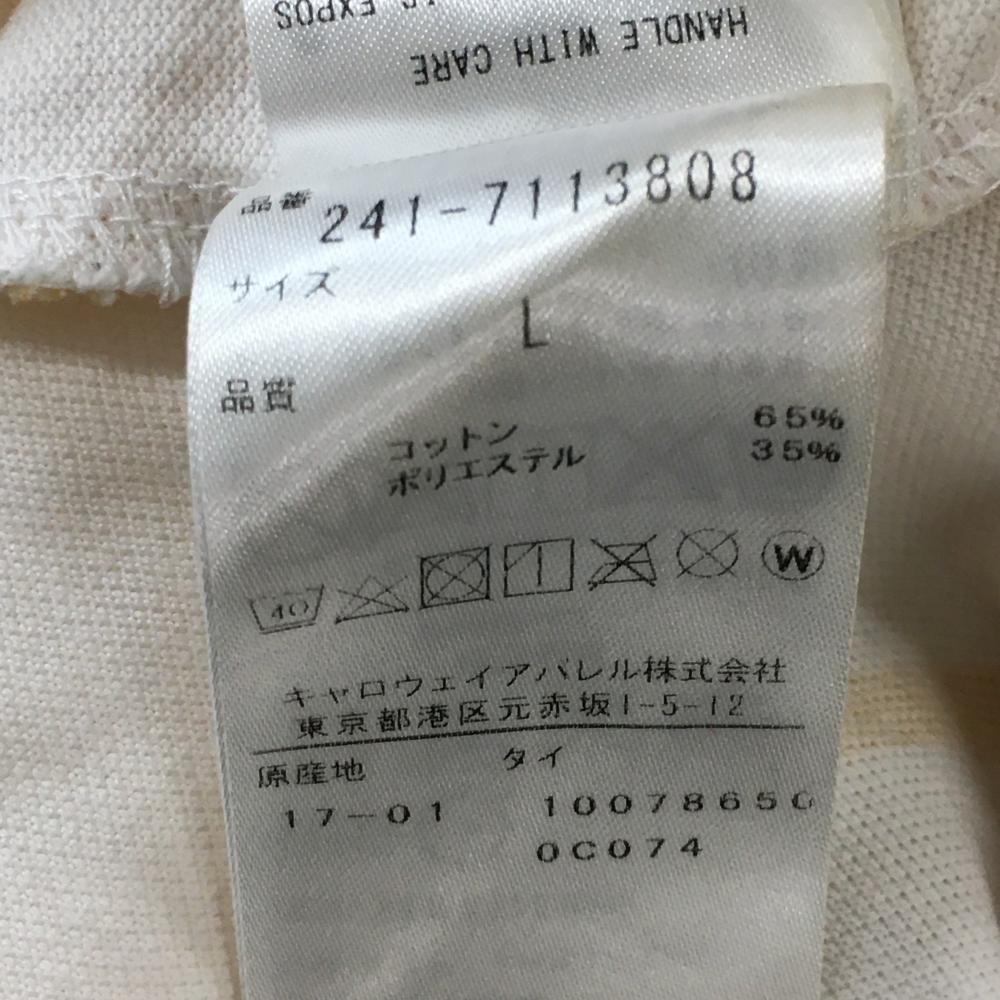 HANDLE WITH CARE
品番 241-7113808
サイズ
L
品質
コットン 65%
ポリエステル 35%
40 W
キャロウェイアパレル株式会社
東京都港区元赤坂1-5-12
原産地 タイ
17-01 1007865
0C074